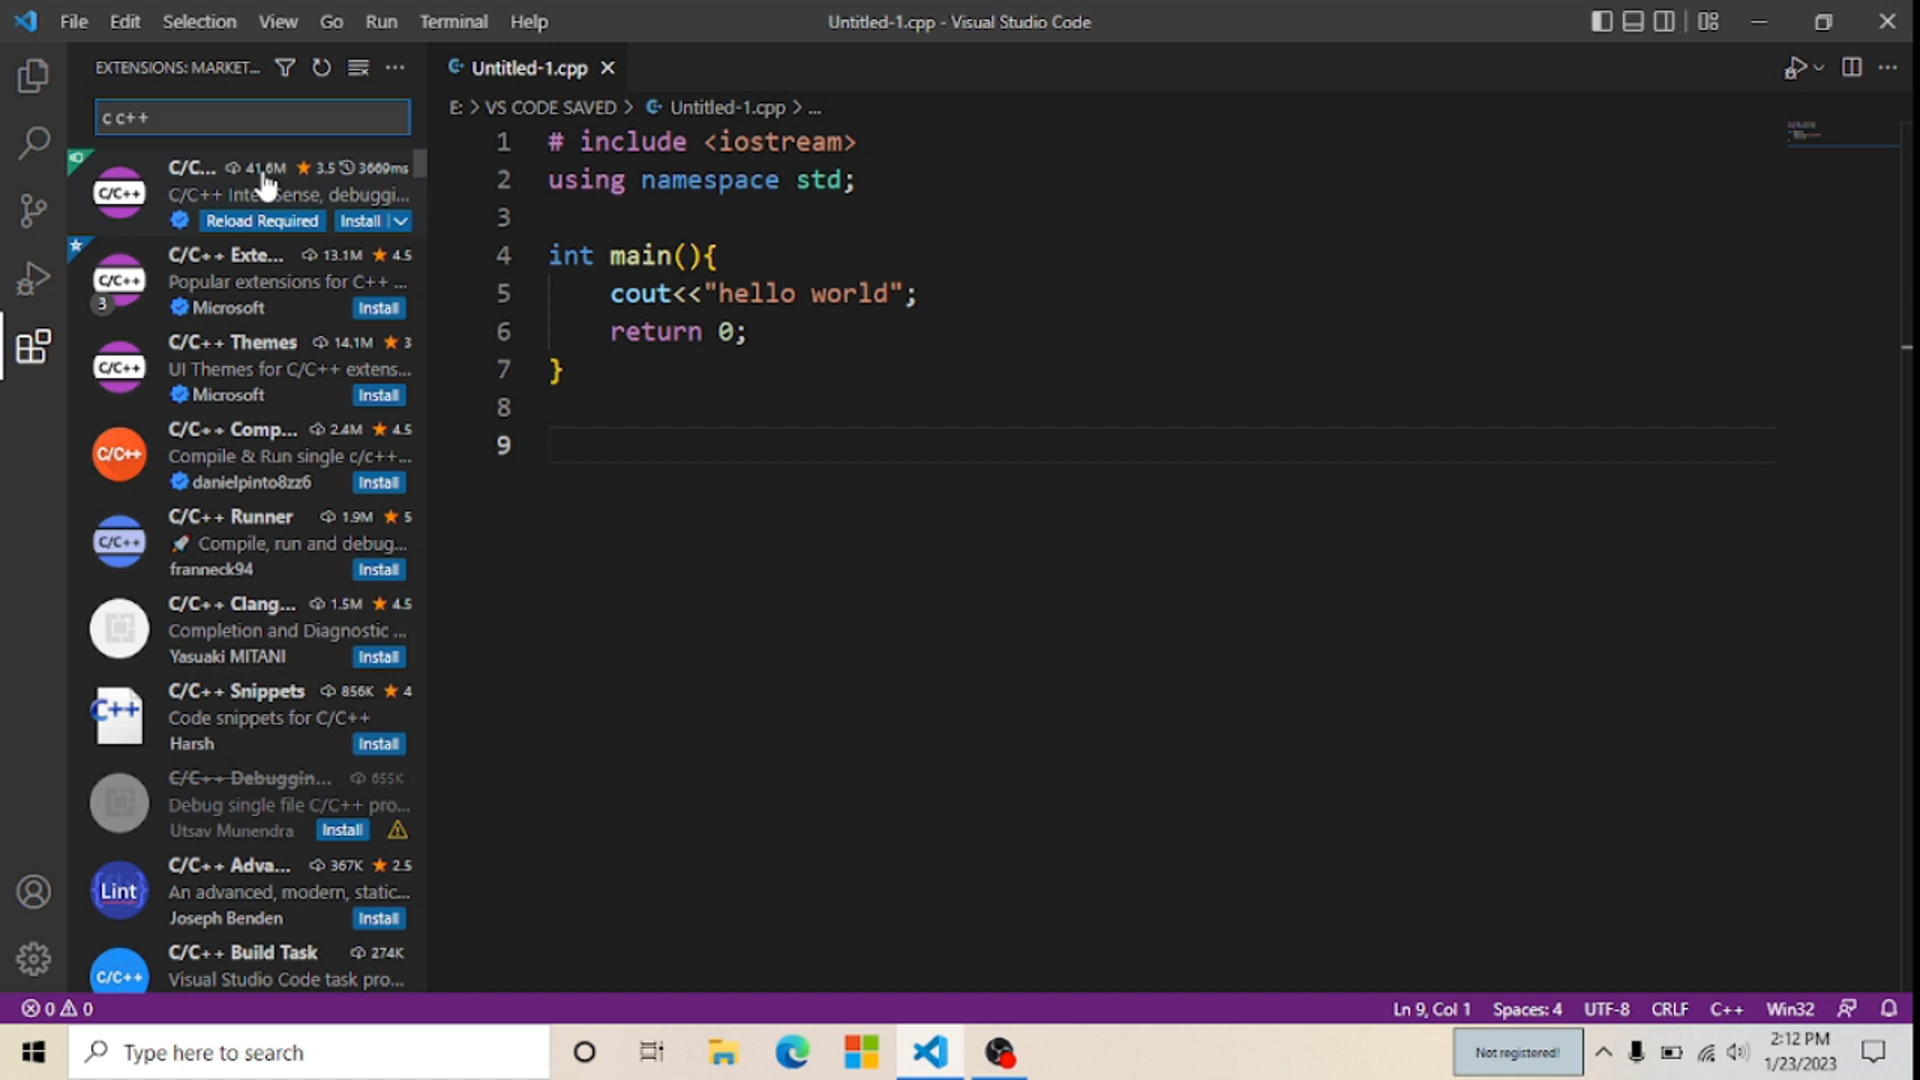 File Edit Selection View Go Run Terminal Help
Untitled-1.cpp - Visual Studio Code
EXTENSIONS: MARKET...
c c++
C/C... 41.6M 3.5 3669ms
C/C++ IntelliSense, debuggi...
Reload Required Install
C/C++
C/C++ Exte... 13.1M 4.5
Popular extensions for C++ ...
Microsoft Install
C/C++
3
C/C++ Themes 14.1M 3
UI Themes for C/C++ extens...
Microsoft Install
C/C++
C/C++ Comp... 2.4M 4.5
Compile & Run single c/c++...
danielpinto8zz6 Install
C/C++
C/C++ Runner 1.9M 5
Compile, run and debug...
franneck94 Install
C/C++
C/C++ Clang... 1.5M 4.5
Completion and Diagnostic ...
Yasuaki MITANI Install
C/C++ Snippets 856K 4
Code snippets for C/C++
Harsh Install
C++
C/C++ Debuggin... 655K
Debug single file C/C++ pro...
Utsav Munendra Install
C/C++ Adva... 367K 2.5
An advanced, modern, static...
Joseph Benden Install
Lint
C/C++ Build Task 274K
Visual Studio Code task pro...
C/C++
Untitled-1.cpp
E: > VS CODE SAVED > Untitled-1.cpp > ...
1 # include <iostream>
2 using namespace std;
3
4 int main(){
5 cout<<"hello world";
6 return 0;
7 }
8
9
0 0
Ln 9, Col 1 Spaces: 4 UTF-8 CRLF C++ Win32
Type here to search
Not registered!
2:12 PM
1/23/2023